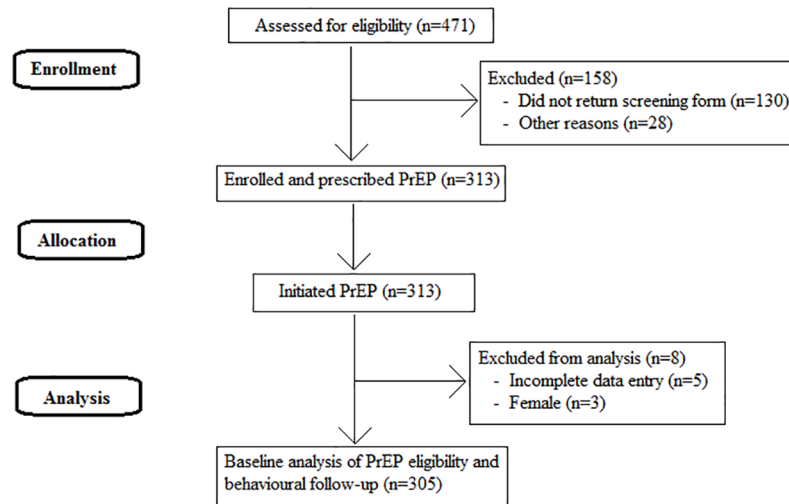 Assessed for eligibility (n=471)
Enrollment
Excluded (n=158)
- Did not return screening form (n=130)
- Other reasons (n=28)
Enrolled and prescribed PrEP (n=313)
Allocation
Initiated PrEP (n=313)
Excluded from analysis (n=8)
- Incomplete data entry (n=5)
- Female (n=3)
Analysis
Baseline analysis of PrEP eligibility and
behavioural follow-up (n=305)